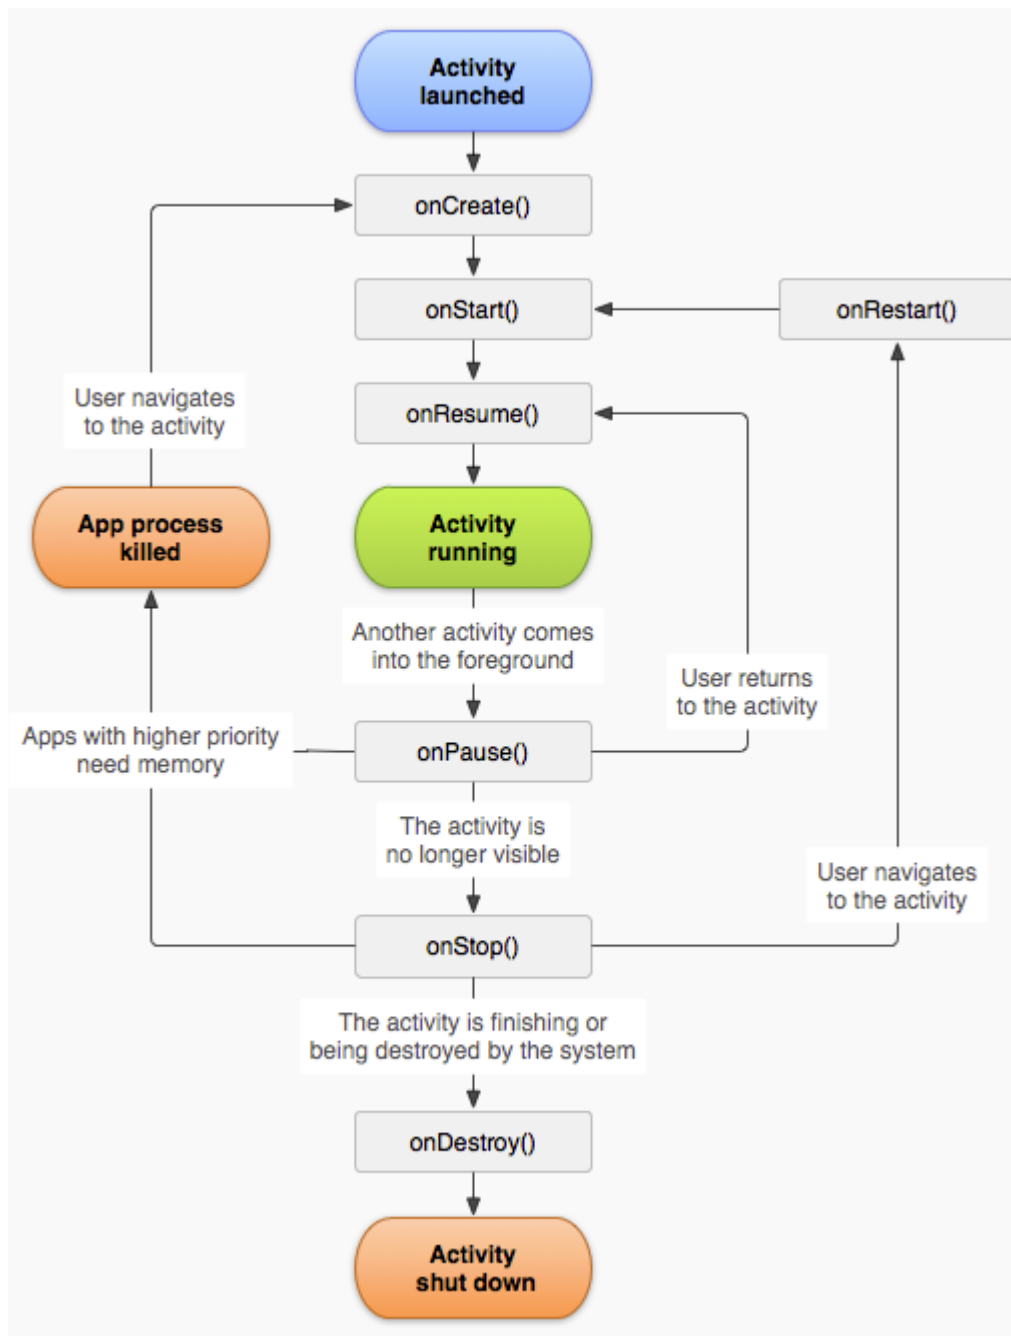 Activity
launched
onCreate()
onStart()
onRestart()
User navigates
to the activity
onResume()
App process
killed
Activity
running
Another activity comes
into the foreground
User returns
to the activity
Apps with higher priority
need memory
onPause()
The activity is
no longer visible
User navigates
to the activity
onStop()
The activity is finishing or
being destroyed by the system
onDestroy()
Activity
shut down